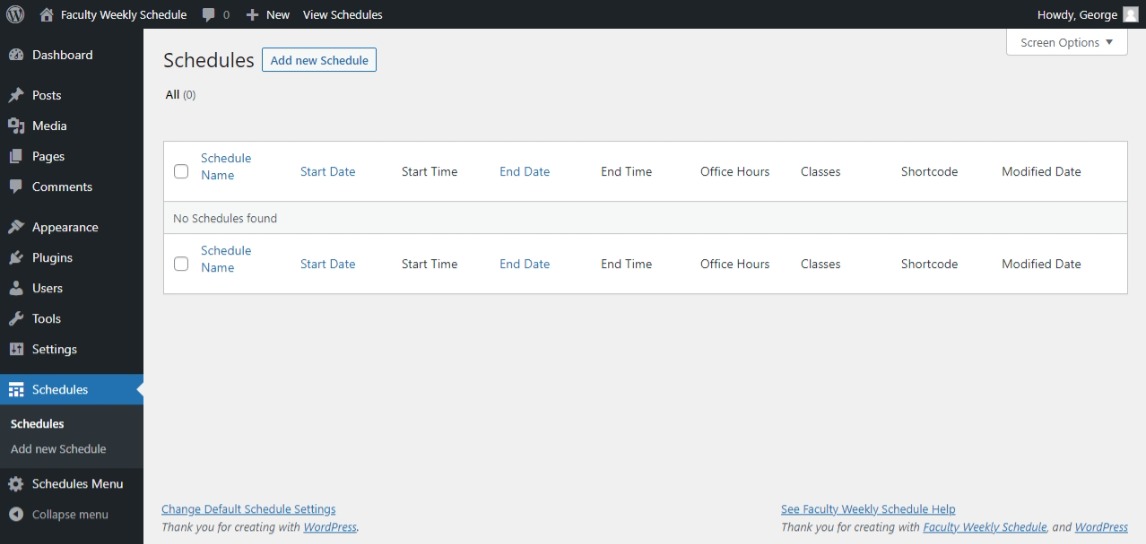 Faculty Weekly Schedule 0 New View Schedules Howdy, George
Dashboard
Posts
Media
Pages
Comments
Appearance
Plugins
Users
Tools
Settings
Schedules
Schedules
Add new Schedule
Schedules Menu
Collapse menu
Screen Options
Schedules Add new Schedule
All (0)
Schedule
Name
Start Date Start Time End Date End Time Office Hours Classes Shortcode Modified Date
No Schedules found
Schedule
Name
Start Date Start Time End Date End Time Office Hours Classes Shortcode Modified Date
Change Default Schedule Settings
Thank you for creating with WordPress.
See Faculty Weekly Schedule Help
Thank you for creating with Faculty Weekly Schedule, and WordPress